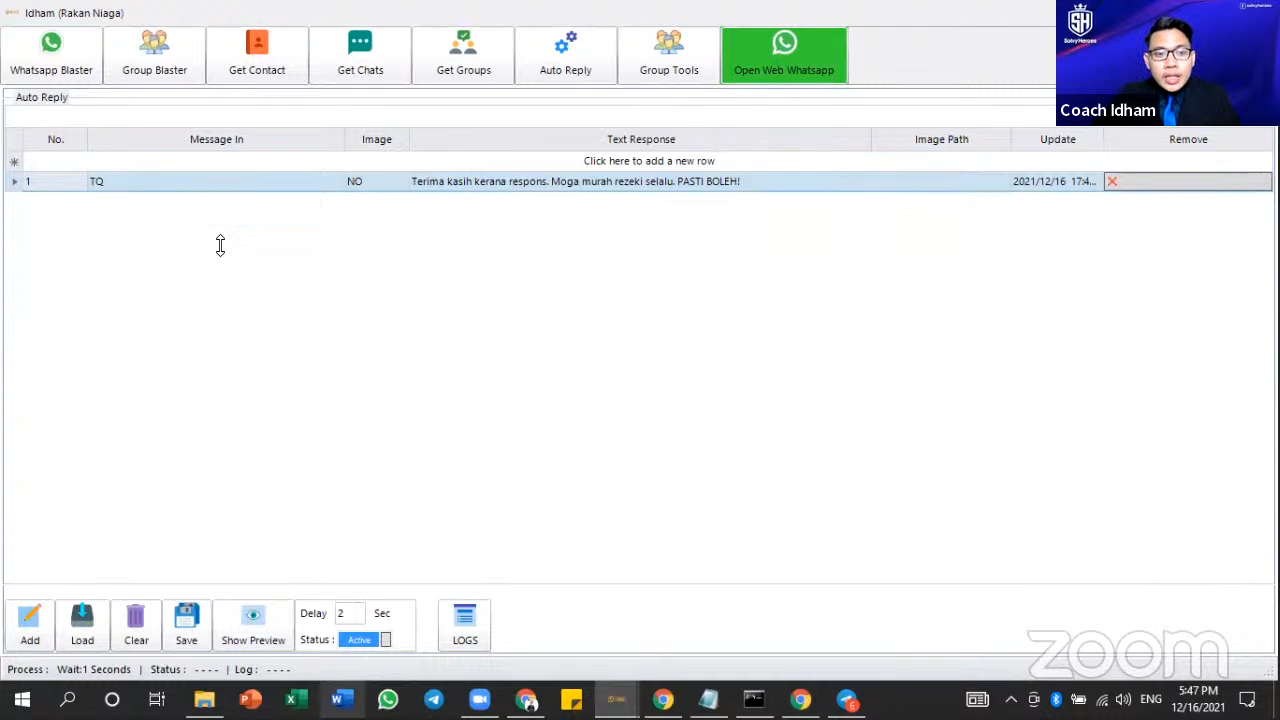 Idham (Rakan Niaga)
SH
SolvyHeroes
solvyheroes
Coach Idham
Whatsapp Blaster
Group Blaster
Get Contact
Get Chats
Get Groups
Auto Reply
Group Tools
Open Web Whatsapp
Auto Reply
No. Message In Image Text Response Image Path Update Remove
Click here to add a new row
1 TQ NO Terima kasih kerana respons. Moga murah rezeki selalu. PASTI BOLEH! 2021/12/16 17:4...
Add
Load
Clear
Save
Show Preview
Delay 2 Sec
Status : Active
LOGS
zoom
Process : Wait:1 Seconds | Status : - - - - | Log : - - - -
ENG
5:47 PM
12/16/2021
6